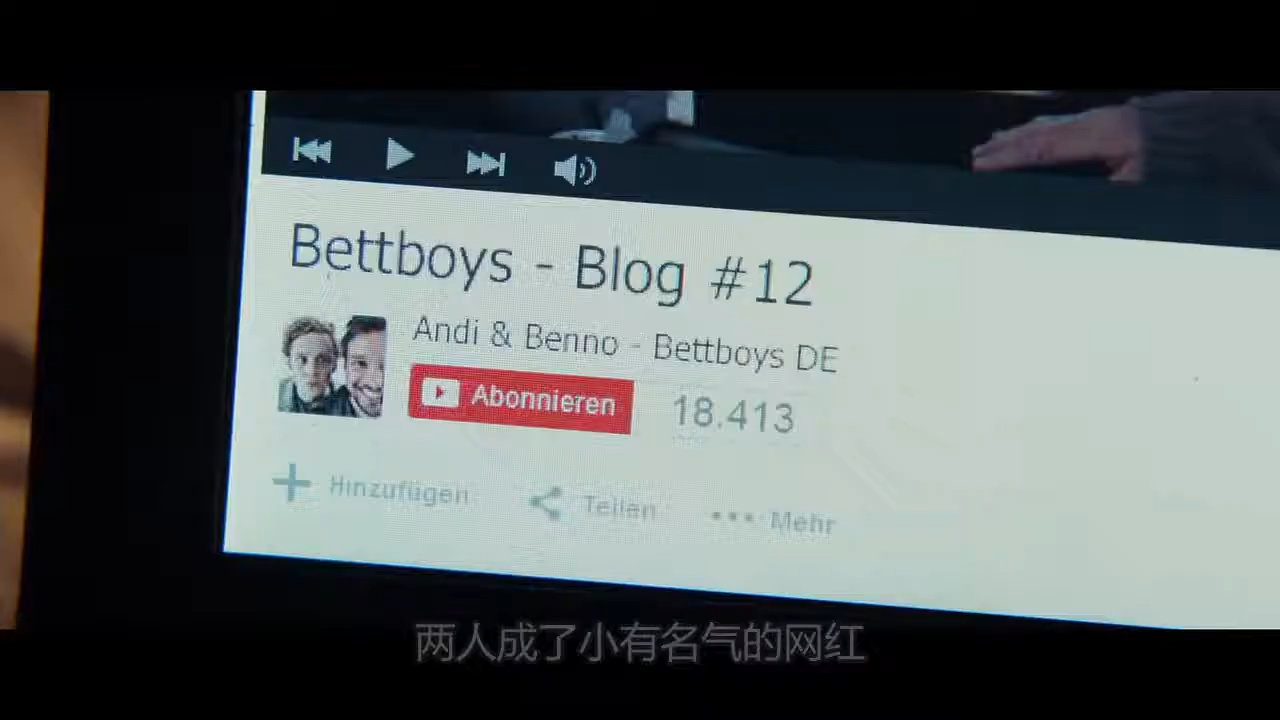 Bettboys - Blog #12
Andi & Benno - Bettboys DE
Abonnieren 18.413
Hinzufügen Teilen Mehr
两人成了小有名气的网红